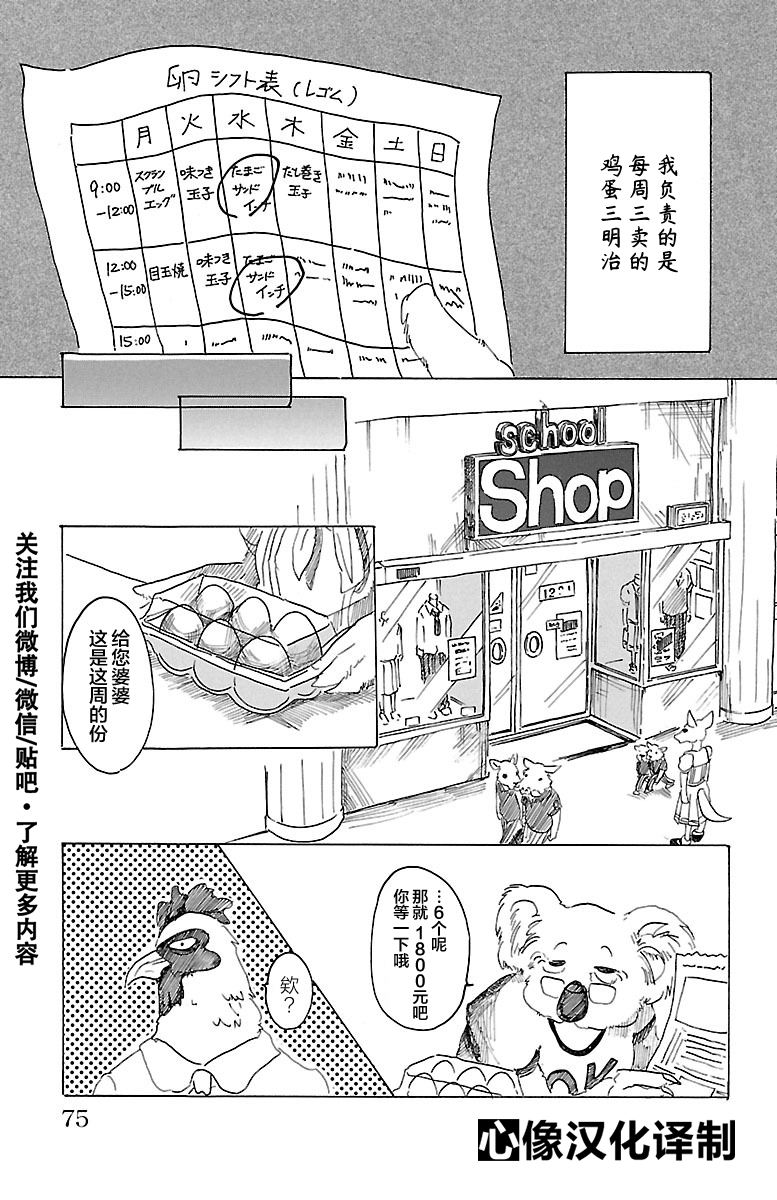 我负责的是
每周三卖的
鸡蛋三明治
卵シフト表(レゴム)
月 火 水 木 金 土 日
9:00
-12:00
スクラン
ブル
エッグ
味つき
玉子
たまご
サンド
インチ
だし巻き
玉子
12:00
-15:00
目玉焼
味つき
玉子
たまご
サンド
インチ
15:00
school
Shop
1201
给您婆婆
这是这周的份
…6个呢
那就1800元吧
你等一下哦
欸?
关注我们微博/微信/贴吧·了解更多内容
75
心像汉化译制